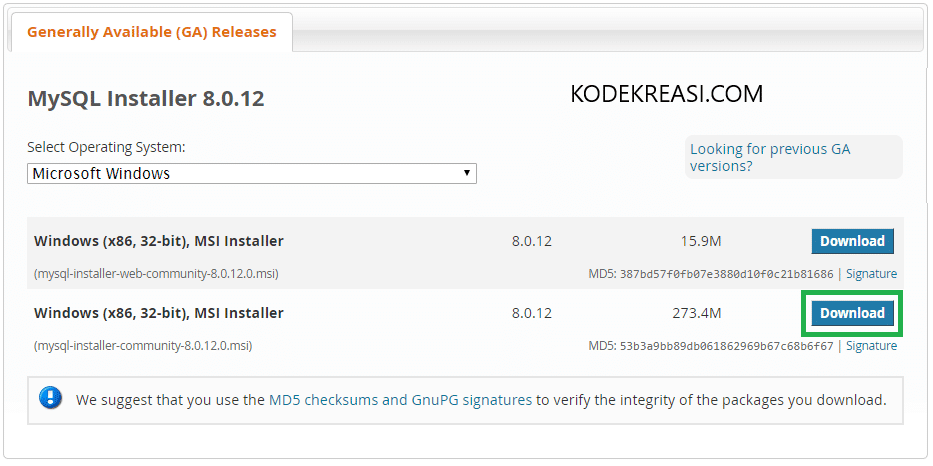 Generally Available (GA) Releases
MySQL Installer 8.0.12
KODEKREASI.COM
Select Operating System:
Looking for previous GA
versions?
Microsoft Windows
Windows (x86, 32-bit), MSI Installer 8.0.12 15.9M Download
(mysql-installer-web-community-8.0.12.0.msi) MD5: 387bd57f0fb07e3880d10f0c21b81686 | Signature
Windows (x86, 32-bit), MSI Installer 8.0.12 273.4M Download
(mysql-installer-community-8.0.12.0.msi) MD5: 53b3a9bb89db061862969b67c68b6f67 | Signature
We suggest that you use the MD5 checksums and GnuPG signatures to verify the integrity of the packages you download.